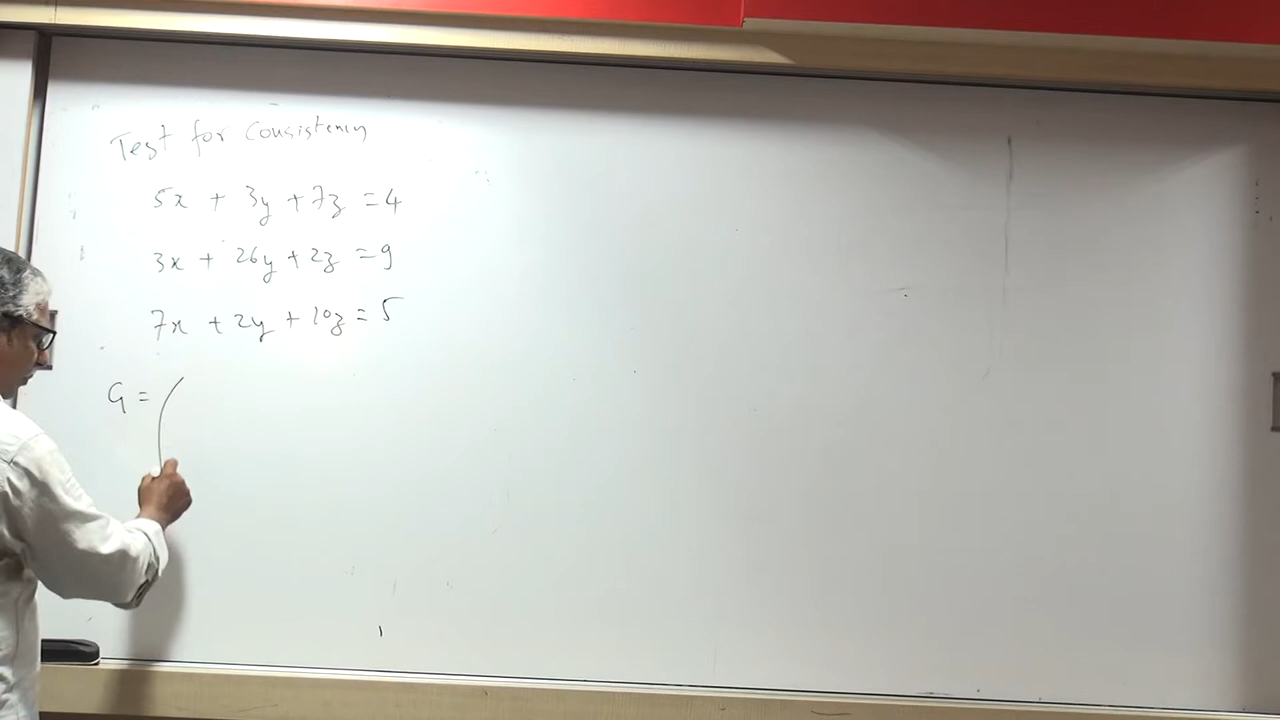 Test for Consistency
5x + 3y + 7z = 4
3x + 26y + 2z = 9
7x + 2y + 10z = 5
G = (